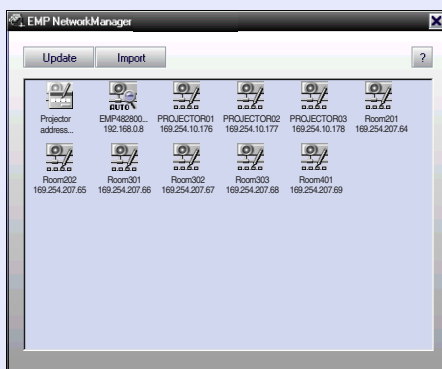 EMP NetworkManager
Update Import ?
AUTO
Projector address...
EMP482800... 192.168.0.8
PROJECTOR01 169.254.10.176
PROJECTOR02 169.254.10.177
PROJECTOR03 169.254.10.178
Room201 169.254.207.64
Room202 169.254.207.65
Room301 169.254.207.66
Room302 169.254.207.67
Room303 169.254.207.68
Room401 169.254.207.69